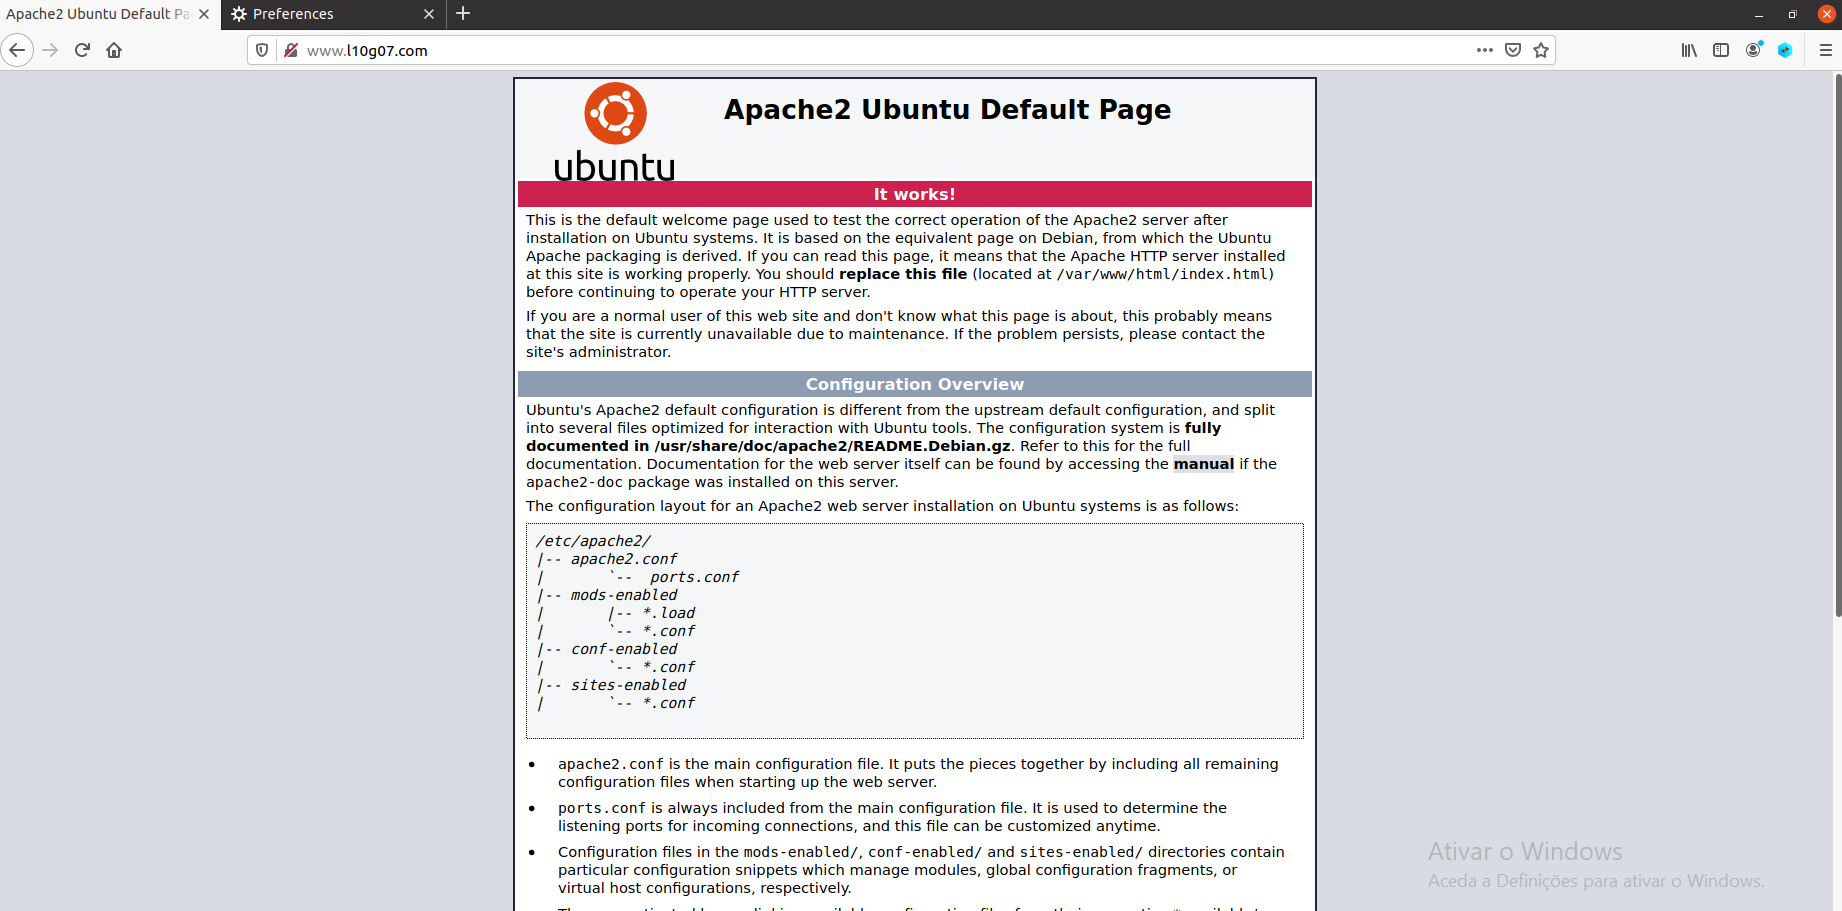 Apache2 Ubuntu Default Pa
Preferences
www.l10g07.com
ubuntu
Apache2 Ubuntu Default Page
It works!
This is the default welcome page used to test the correct operation of the Apache2 server after
installation on Ubuntu systems. It is based on the equivalent page on Debian, from which the Ubuntu
Apache packaging is derived. If you can read this page, it means that the Apache HTTP server installed
at this site is working properly. You should replace this file (located at /var/www/html/index.html)
before continuing to operate your HTTP server.
If you are a normal user of this web site and don't know what this page is about, this probably means
that the site is currently unavailable due to maintenance. If the problem persists, please contact the
site's administrator.
Configuration Overview
Ubuntu's Apache2 default configuration is different from the upstream default configuration, and split
into several files optimized for interaction with Ubuntu tools. The configuration system is fully
documented in /usr/share/doc/apache2/README.Debian.gz. Refer to this for the full
documentation. Documentation for the web server itself can be found by accessing the manual if the
apache2-doc package was installed on this server.
The configuration layout for an Apache2 web server installation on Ubuntu systems is as follows:
/etc/apache2/
|-- apache2.conf
|       `--  ports.conf
|-- mods-enabled
|       |-- *.load
|       `-- *.conf
|-- conf-enabled
|       `-- *.conf
|-- sites-enabled
|       `-- *.conf
• apache2.conf is the main configuration file. It puts the pieces together by including all remaining
configuration files when starting up the web server.
• ports.conf is always included from the main configuration file. It is used to determine the
listening ports for incoming connections, and this file can be customized anytime.
• Configuration files in the mods-enabled/, conf-enabled/ and sites-enabled/ directories contain
particular configuration snippets which manage modules, global configuration fragments, or
virtual host configurations, respectively.
Ativar o Windows
Aceda a Definições para ativar o Windows.